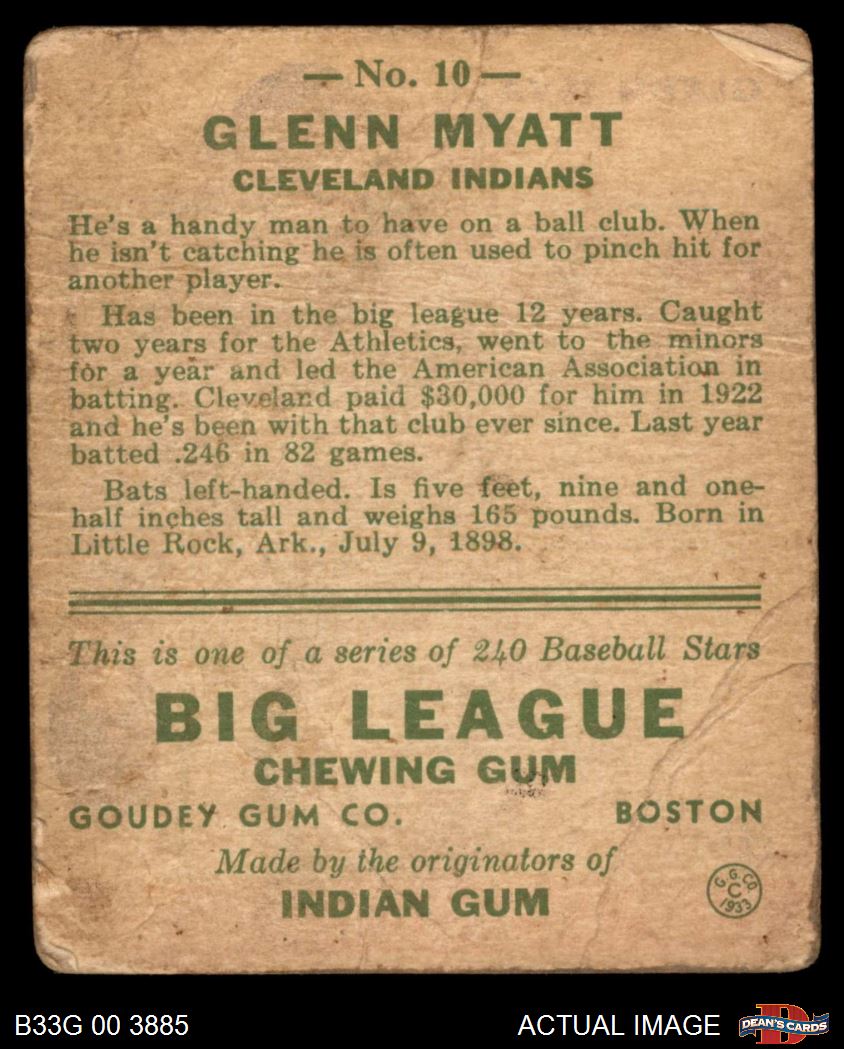 — No. 10 —
GLENN MYATT
CLEVELAND INDIANS
He's a handy man to have on a ball club. When
he isn't catching he is often used to pinch hit for
another player.
Has been in the big league 12 years. Caught
two years for the Athletics, went to the minors
for a year and led the American Association in
batting. Cleveland paid $30,000 for him in 1922
and he's been with that club ever since. Last year
batted .246 in 82 games.
Bats left-handed. Is five feet, nine and one-
half inches tall and weighs 165 pounds. Born in
Little Rock, Ark., July 9, 1898.
This is one of a series of 240 Baseball Stars
BIG LEAGUE
CHEWING GUM
GOUDEY GUM CO. BOSTON
Made by the originators of
INDIAN GUM
G. G. CO.
C
1933
B33G 00 3885
ACTUAL IMAGE
D
DEAN'S CARDS